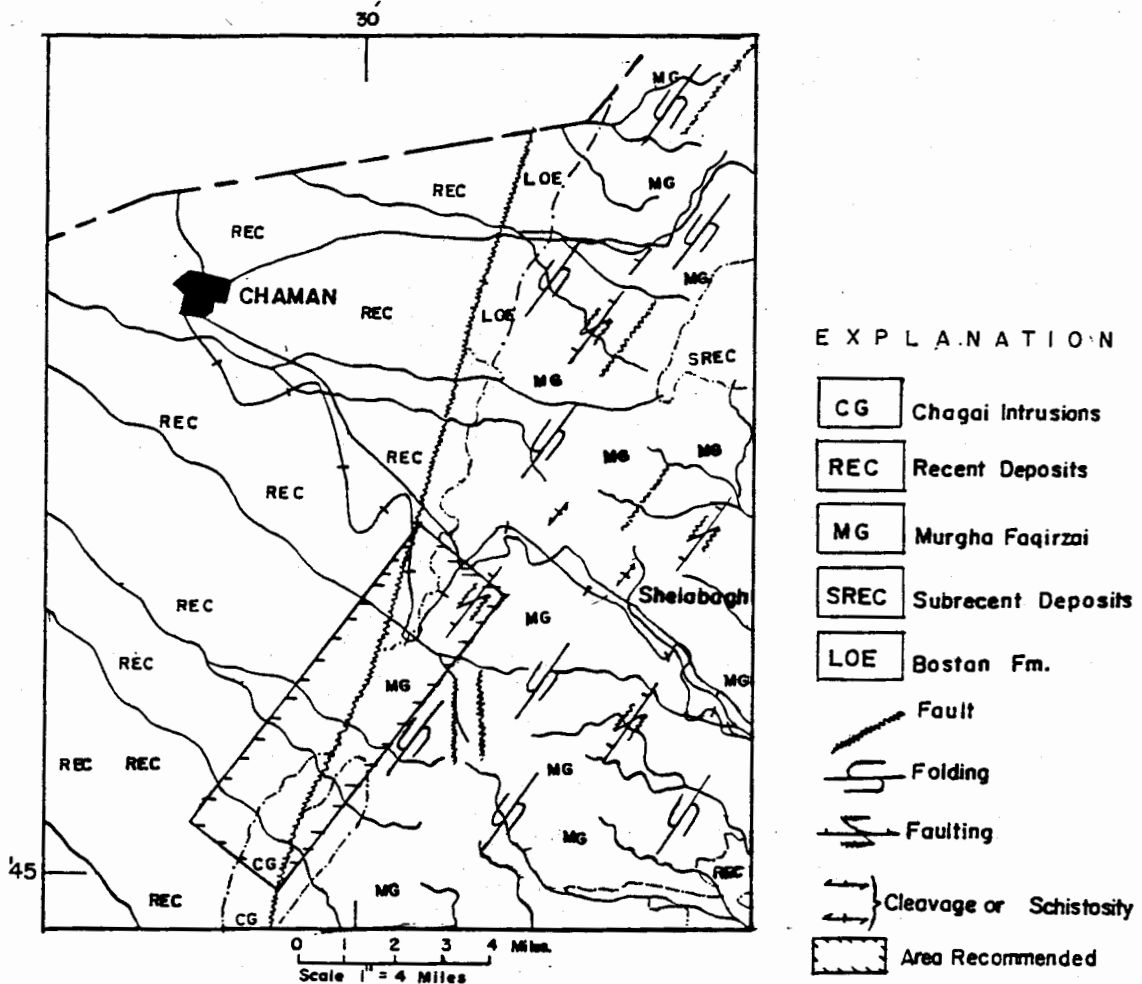 30'
MG
REC
LOE
MG
REC
MG
CHAMAN
REC
LOE
SREC
MG
REC
MG
MG
REC
REC
REC
Shelabagh
MG
REC
MG
MG
REC
REC
MG
MG
CG
REC
'45
REC
MG
CG
0 1 2 3 4 Miles.
Scale 1" = 4 Miles
EXPLANATION
CG Chagai Intrusions
REC Recent Deposits
MG Murgha Faqirzai
SREC Subrecent Deposits
LOE Bostan Fm.
Fault
Folding
Faulting
Cleavage or Schistosity
Area Recommended